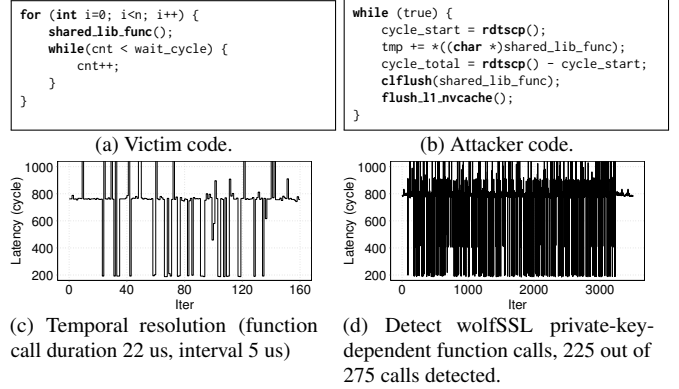 for (int i=0; i<n; i++) {
shared_lib_func();
while(cnt < wait_cycle) {
cnt++;
}
}
(a) Victim code.
while (true) {
cycle_start = rdtscp();
tmp += *((char *)shared_lib_func);
cycle_total = rdtscp() - cycle_start;
clflush(shared_lib_func);
flush_l1_nvcache();
}
(b) Attacker code.
Latency (cycle)
1000
800
600
400
200
0 40 80 120 160
Iter
(c) Temporal resolution (function
call duration 22 us, interval 5 us)
Latency (cycle)
1000
800
600
400
200
0 1000 2000 3000
Iter
(d) Detect wolfSSL private-key-
dependent function calls, 225 out of
275 calls detected.